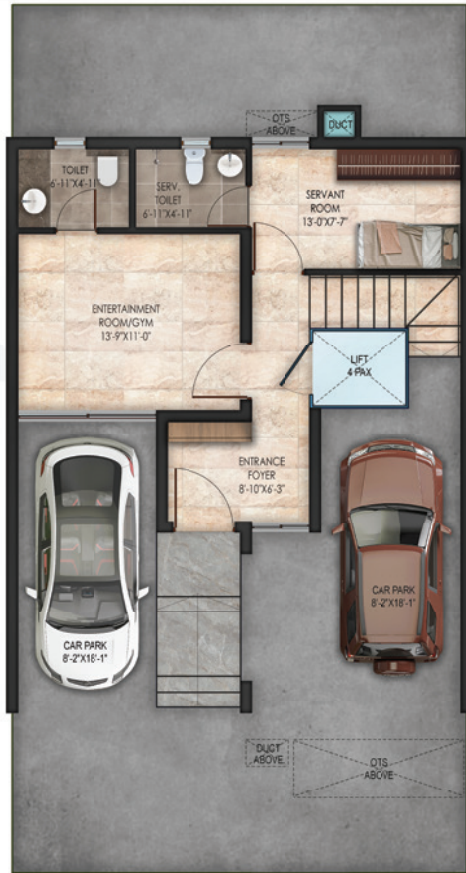 OTS
ABOVE
DUCT
TOILET
6'-11"X4'-11"
SERV.
TOILET
6'-11"X4'-11"
SERVANT
ROOM
13'-0"X7'-7"
ENTERTAINMENT
ROOM/GYM
13'-9"X11'-0"
LIFT
4 PAX
ENTRANCE
FOYER
8'-10"X6'-3"
CAR PARK
8'-2"X18'-1"
CAR PARK
8'-2"X18'-1"
DUCT
ABOVE
OTS
ABOVE